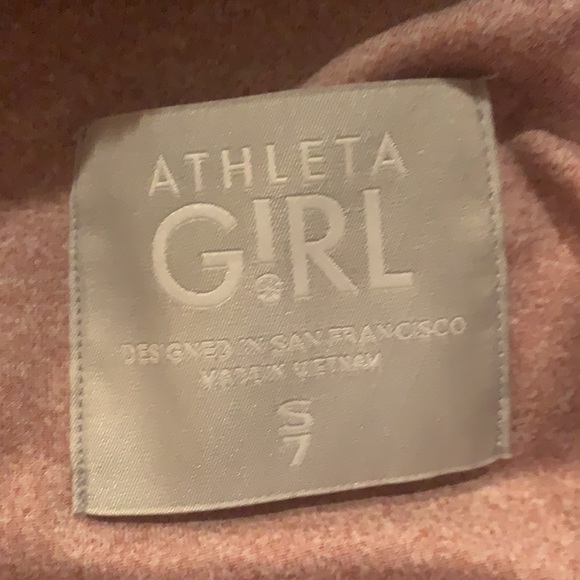 ATHLETA
G!RL
DESIGNED IN SAN FRANCISCO
MADE IN VIETNAM
S
7